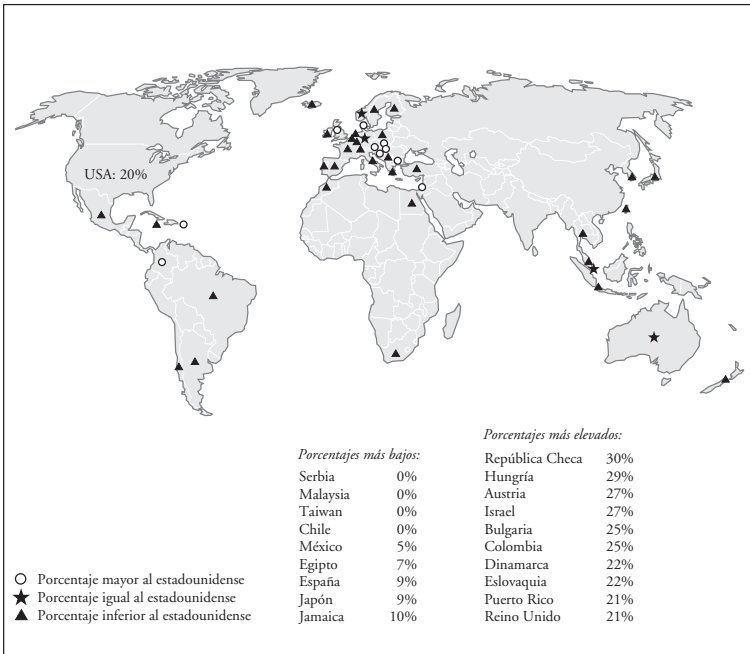 USA: 20%
Porcentajes más bajos:
Serbia 0%
Malaysia 0%
Taiwan 0%
Chile 0%
México 5%
Egipto 7%
España 9%
Japón 9%
Jamaica 10%
Porcentajes más elevados:
República Checa 30%
Hungría 29%
Austria 27%
Israel 27%
Bulgaria 25%
Colombia 25%
Dinamarca 22%
Eslovaquia 22%
Puerto Rico 21%
Reino Unido 21%
Porcentaje mayor al estadounidense
Porcentaje igual al estadounidense
Porcentaje inferior al estadounidense